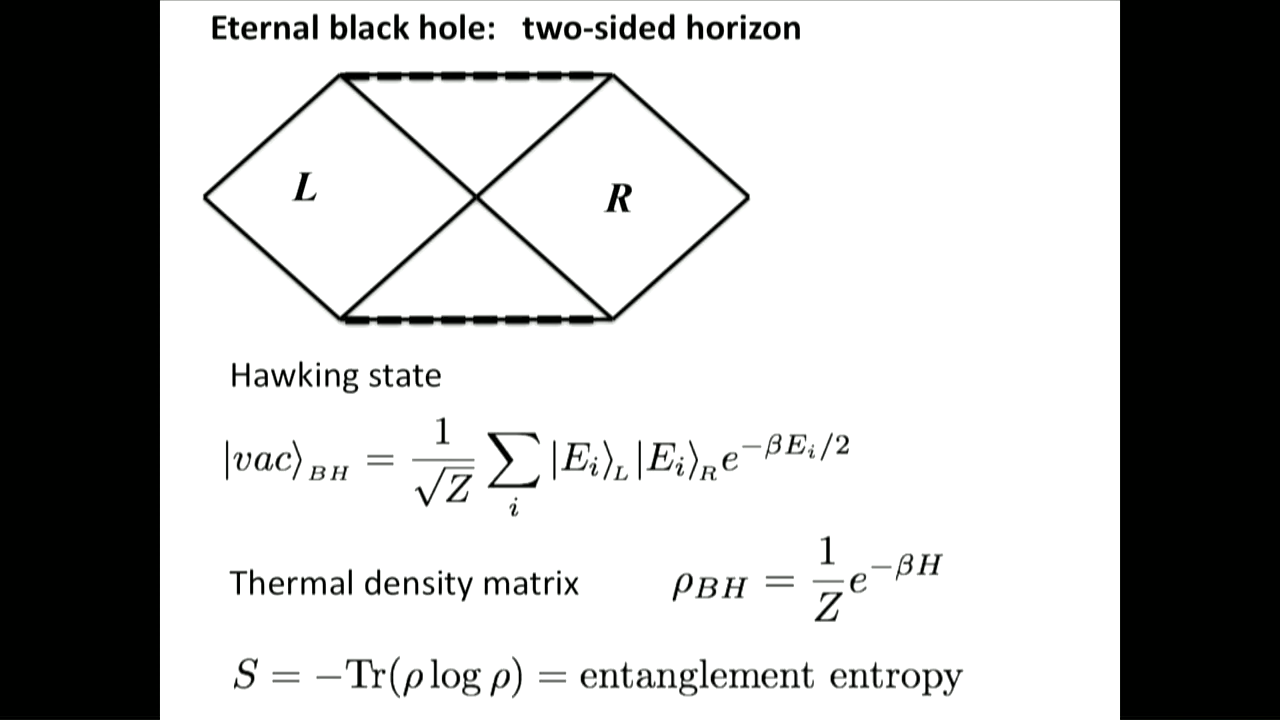 Eternal black hole: two-sided horizon
L
R
Hawking state
|vac⟩_BH = 1/√Z ∑_i |E_i⟩_L |E_i⟩_R e^{−βE_i/2}
Thermal density matrix ρ_BH = 1/Z e^{−βH}
S = −Tr(ρ log ρ) = entanglement entropy